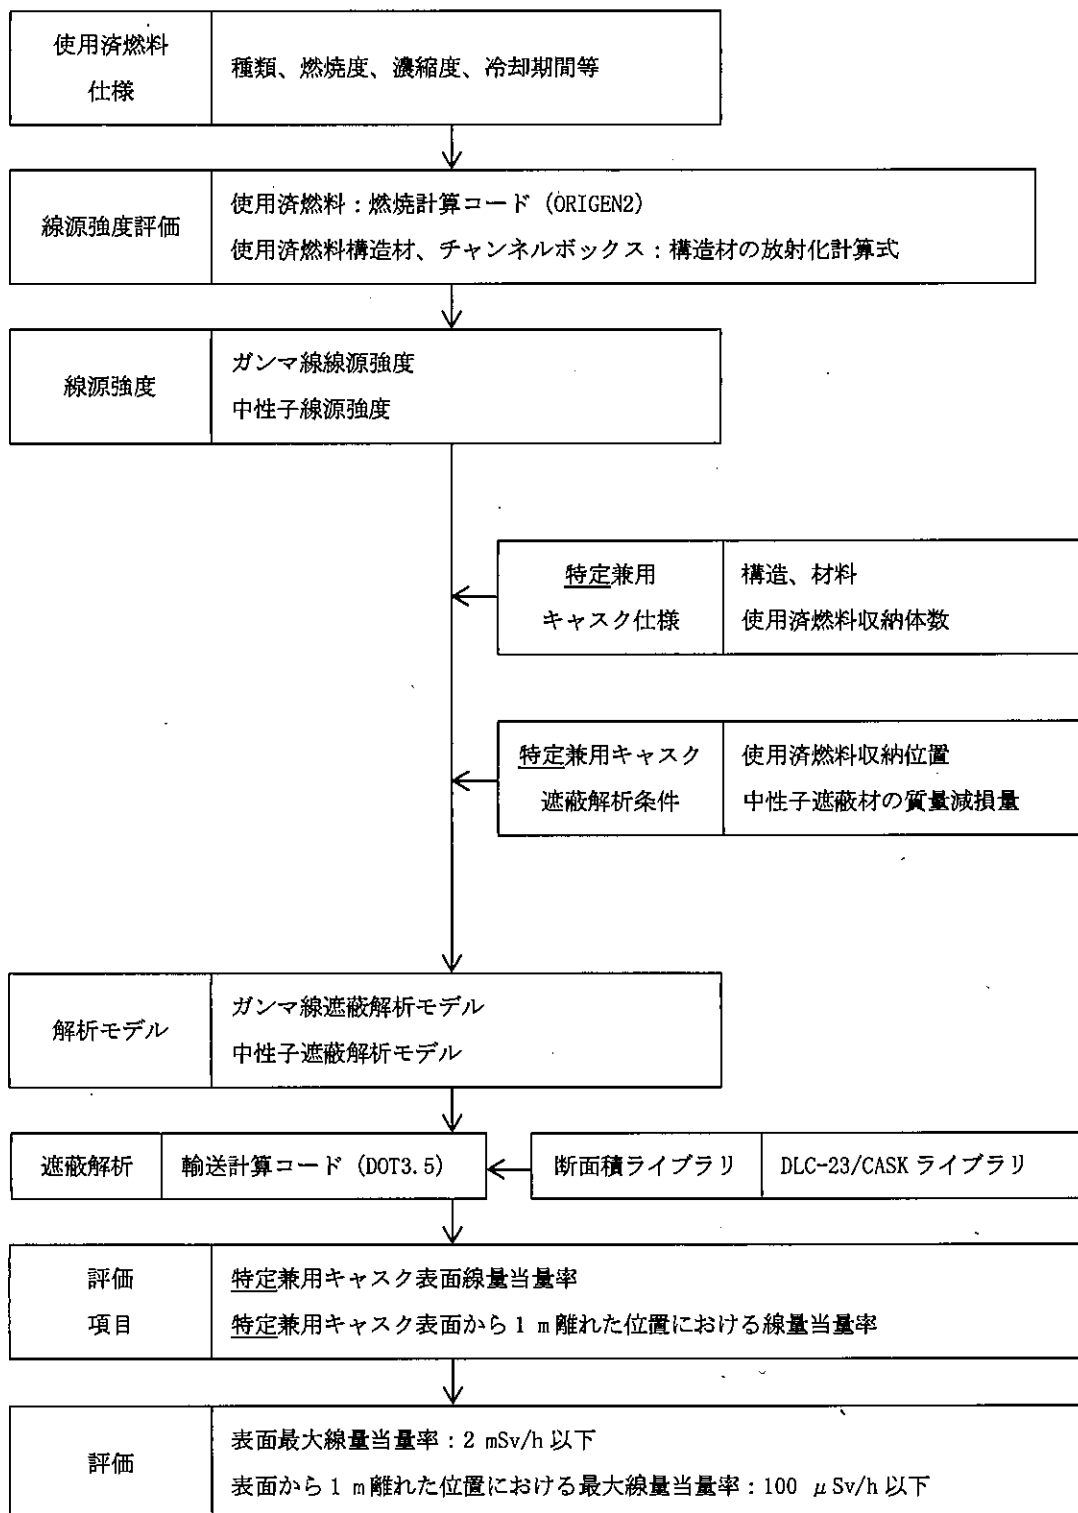 使用済燃料
仕様
種類、燃焼度、濃縮度、冷却期間等
線源強度評価
使用済燃料：燃焼計算コード (ORIGEN2)
使用済燃料構造材、チャンネルボックス：構造材の放射化計算式
線源強度
ガンマ線線源強度
中性子線源強度
特定兼用
キャスク仕様
構造、材料
使用済燃料収納体数
特定兼用キャスク
遮蔽解析条件
使用済燃料収納位置
中性子遮蔽材の質量減損量
解析モデル
ガンマ線遮蔽解析モデル
中性子遮蔽解析モデル
遮蔽解析
輸送計算コード (DOT3.5)
断面積ライブラリ
DLC-23/CASK ライブラリ
評価
項目
特定兼用キャスク表面線量当量率
特定兼用キャスク表面から 1 m 離れた位置における線量当量率
評価
表面最大線量当量率：2 mSv/h 以下
表面から 1 m 離れた位置における最大線量当量率：100 μSv/h 以下